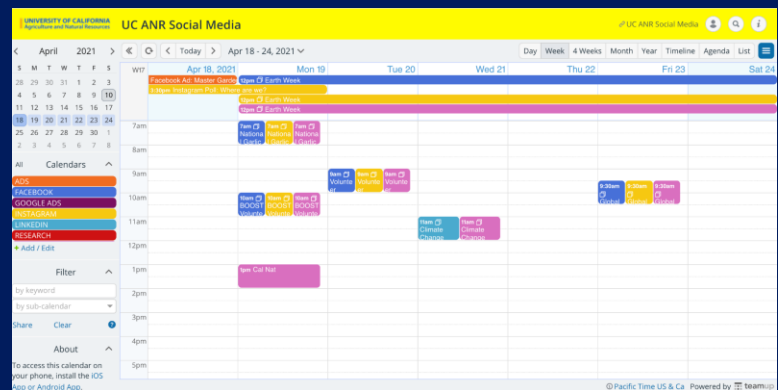 UNIVERSITY OF CALIFORNIA
Agriculture and Natural Resources
UC ANR Social Media
UC ANR Social Media
April 2021
Today
Apr 18 - 24, 2021
Day Week 4 Weeks Month Year Timeline Agenda List
S M T W T F S
28 29 30 31 1 2 3
4 5 6 7 8 9 10
11 12 13 14 15 16 17
18 19 20 21 22 23 24
25 26 27 28 29 30 1
2 3 4 5 6 7 8
All Calendars
ADS
FACEBOOK
GOOGLE ADS
INSTAGRAM
LINKEDIN
RESEARCH
+ Add / Edit
Filter
by keyword
by sub-calendar
Share Clear
About
To access this calendar on
your phone, install the iOS
App or Android App.
W17 Apr 18, 2021 Mon 19 Tue 20 Wed 21 Thu 22 Fri 23 Sat 24
Facebook Ad: Master Garde 12pm Earth Week
5:30pm Instagram Poll: Where are we?
12pm Earth Week
12pm Earth Week
7am
7am 7am 7am
Nationa Nationa Nationa
l Garlic l Garlic l Garlic
8am
9am
9am 9am 9am
Volunte Volunte Volunte
er er er
9:30am 9:30am 9:30am
Global Global Global
10am
10am 10am 10am
BOOST BOOST BOOST
Volunte Volunte Volunte
11am
11am 11am
Climate Climate
Change Change
12pm
1pm
1pm Cal Nat
2pm
3pm
4pm
5pm
Pacific Time US & Ca Powered by teamup